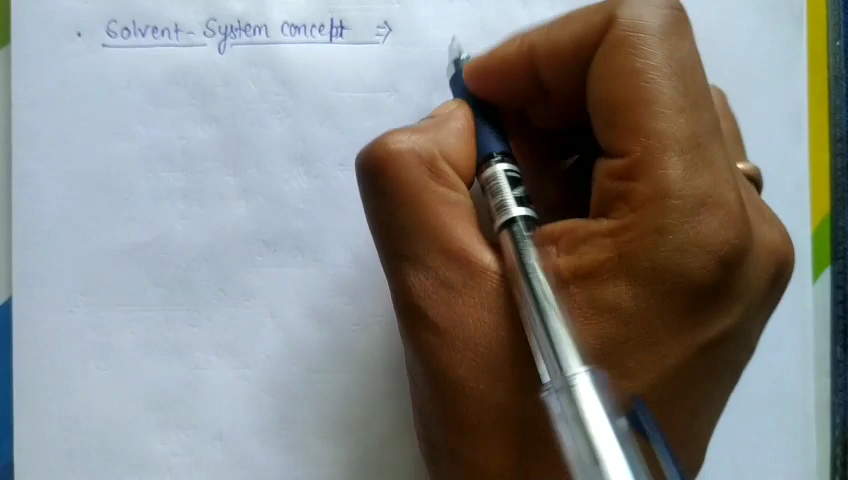 . Solvent-System concept ⇒